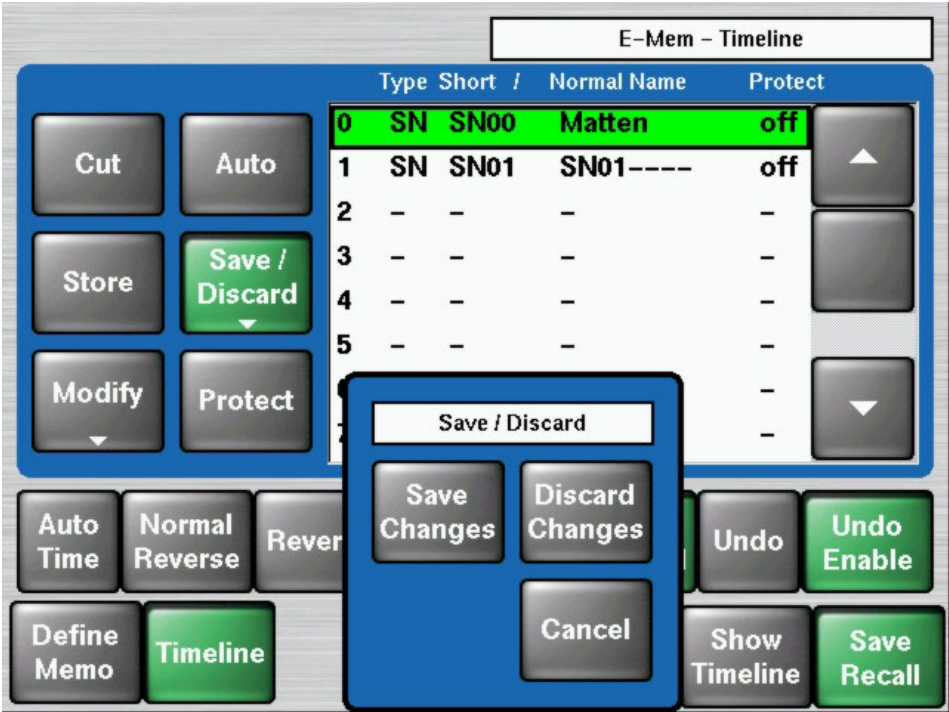 E-Mem - Timeline
Type Short / Normal Name Protect
0 SN SN00 Matten off
1 SN SN01 SN01---- off
2 - - - -
3 - - - -
4 - - - -
5 - - - -
-
-
Cut
Auto
Store
Save /
Discard
Modify
Protect
Save / Discard
Save
Changes
Discard
Changes
Cancel
Auto
Time
Normal
Reverse
Rever
Undo
Undo
Enable
Define
Memo
Timeline
Show
Timeline
Save
Recall